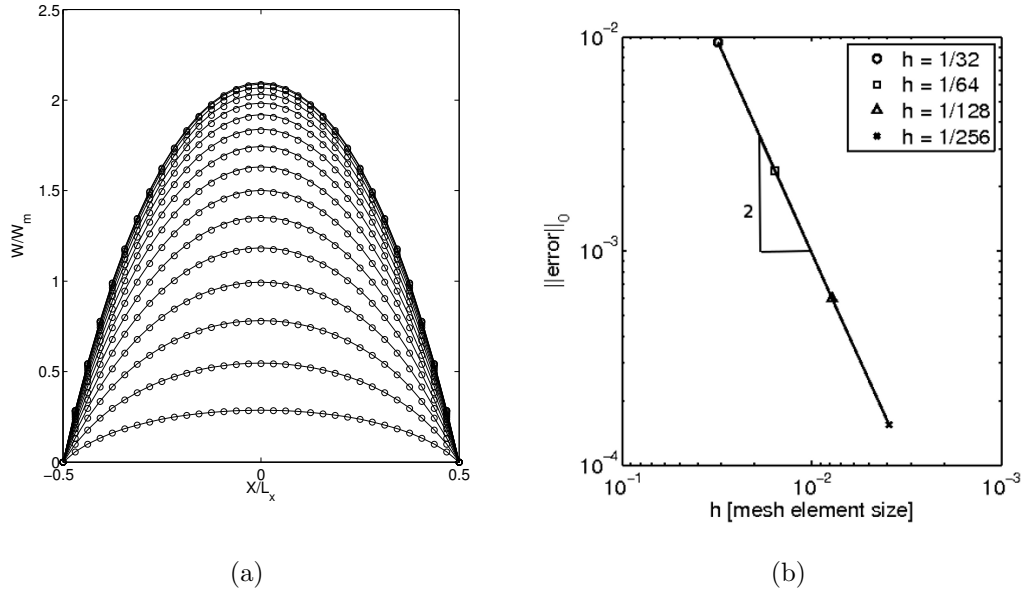 2.5
2
1.5
1
0.5
0
−0.5
0
0.5
W/W_m
X/L_x
(a)
10^{-2}
10^{-3}
10^{-4}
10^{-1}
10^{-2}
10^{-3}
||error||_0
h [mesh element size]
2
h = 1/32
h = 1/64
h = 1/128
h = 1/256
(b)